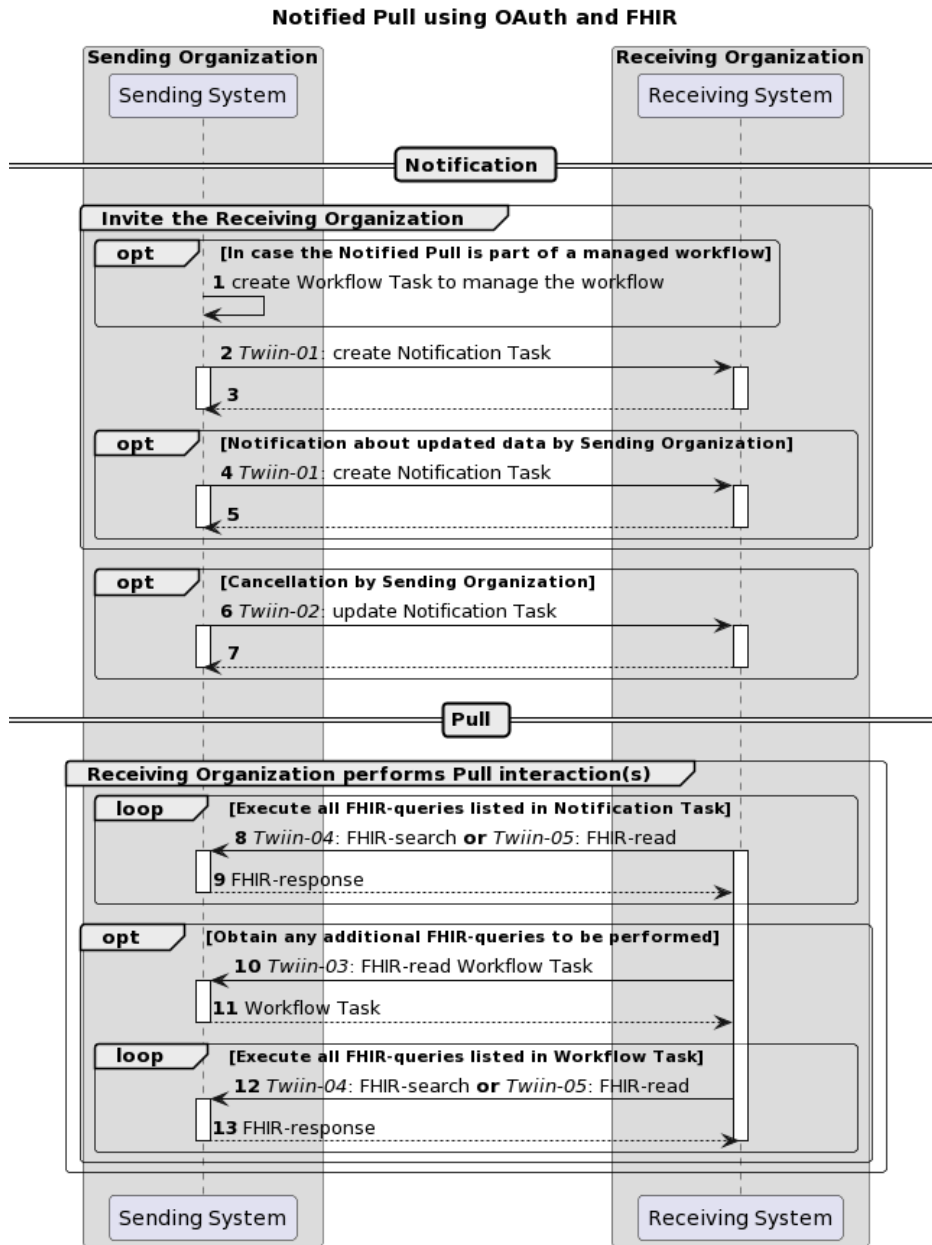 Notified Pull using OAuth and FHIR
Sending Organization
Receiving Organization
Sending System
Receiving System
Notification
Invite the Receiving Organization
opt [In case the Notified Pull is part of a managed workflow]
1 create Workflow Task to manage the workflow
2 Twiin-01: create Notification Task
3
opt [Notification about updated data by Sending Organization]
4 Twiin-01: create Notification Task
5
opt [Cancellation by Sending Organization]
6 Twiin-02: update Notification Task
7
Pull
Receiving Organization performs Pull interaction(s)
loop [Execute all FHIR-queries listed in Notification Task]
8 Twiin-04: FHIR-search or Twiin-05: FHIR-read
9 FHIR-response
opt [Obtain any additional FHIR-queries to be performed]
10 Twiin-03: FHIR-read Workflow Task
11 Workflow Task
loop [Execute all FHIR-queries listed in Workflow Task]
12 Twiin-04: FHIR-search or Twiin-05: FHIR-read
13 FHIR-response
Sending System
Receiving System